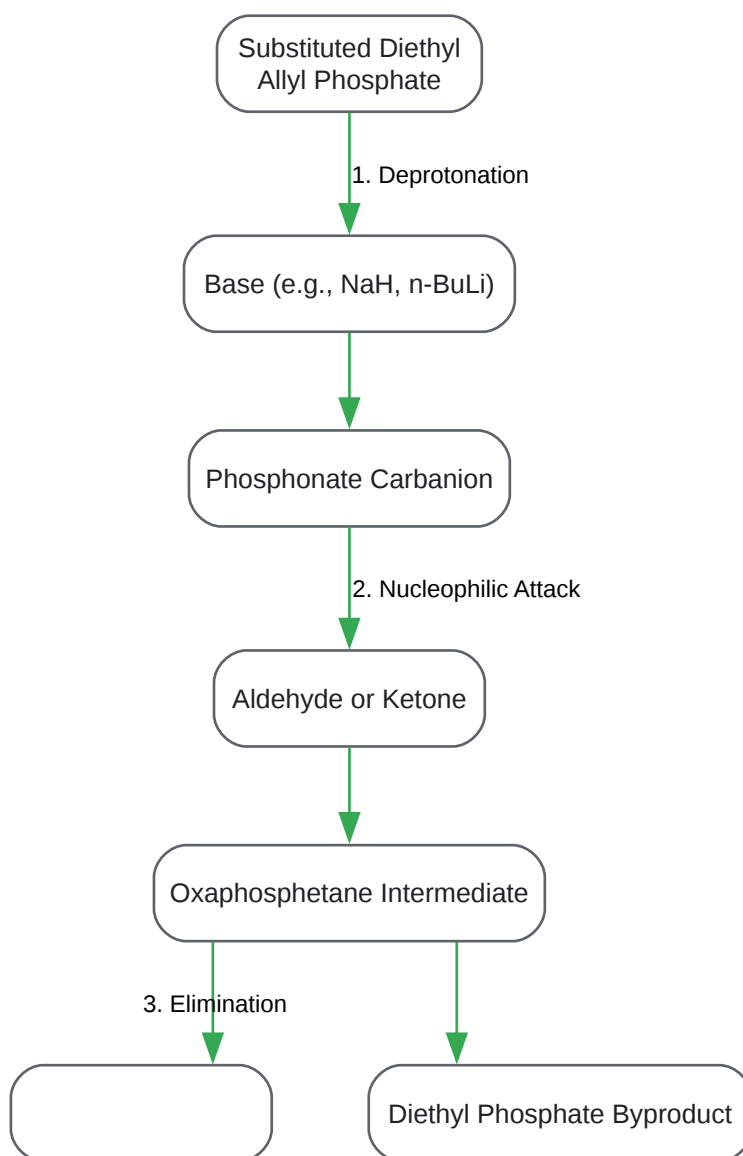 Substituted Diethyl
Allyl Phosphate
1. Deprotonation
Base (e.g., NaH, n-BuLi)
Phosphonate Carbanion
2. Nucleophilic Attack
Aldehyde or Ketone
Oxaphosphetane Intermediate
3. Elimination
Diethyl Phosphate Byproduct